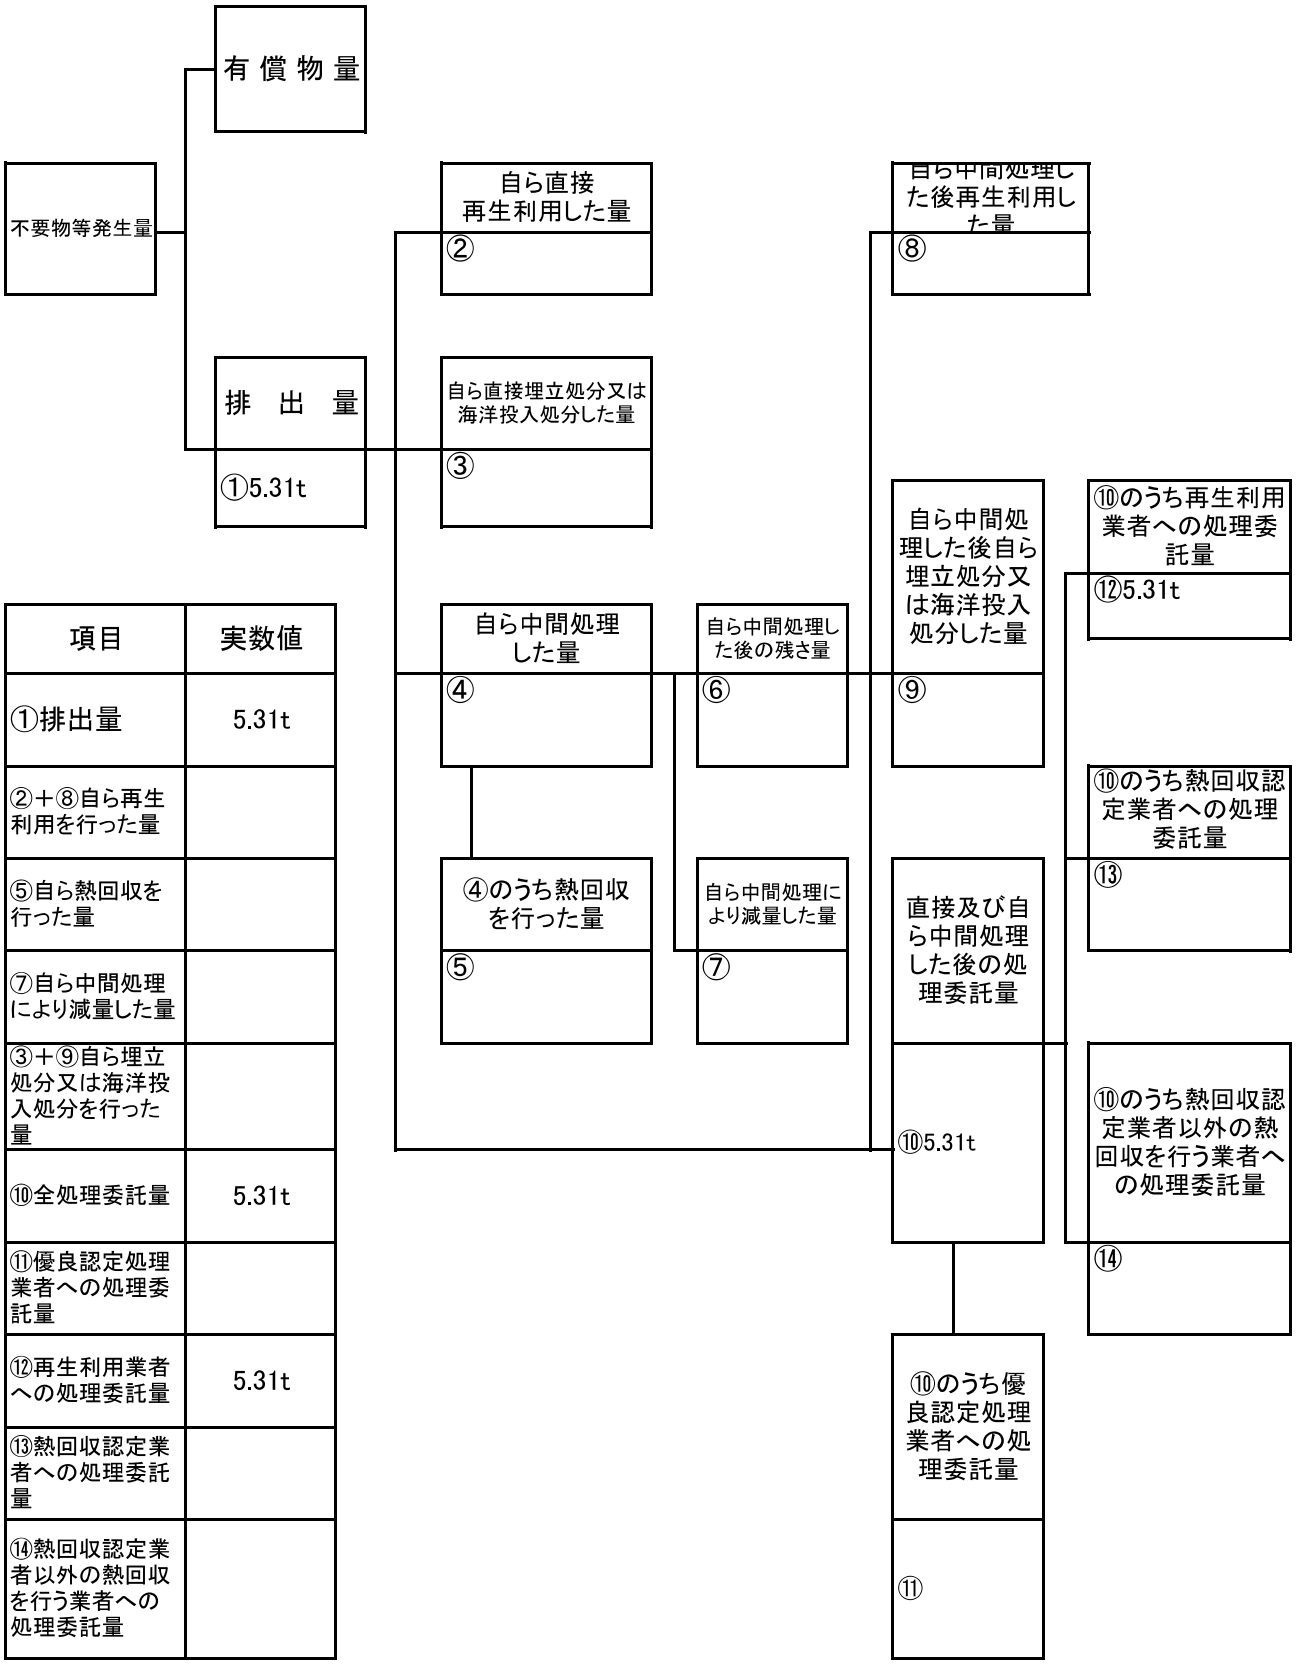 有償物量
不要物等発生量
自ら直接
再生利用した量
②
自ら中間処理し
た後再生利用し
た量
⑧
排出量
①5.31t
自ら直接埋立処分又は
海洋投入処分した量
③
自ら中間処
理した後自ら
埋立処分又
は海洋投入
処分した量
⑨
⑩のうち再生利用
業者への処理委
託量
⑫5.31t
自ら中間処理
した量
④
自ら中間処理し
た後の残さ量
⑥
⑩のうち熱回収認
定業者への処理
委託量
⑬
④のうち熱回収
を行った量
⑤
自ら中間処理に
より減量した量
⑦
直接及び自
ら中間処理
した後の処
理委託量
⑩5.31t
⑩のうち熱回収認
定業者以外の熱
回収を行う業者へ
の処理委託量
⑭
⑩のうち優
良認定処理
業者への処
理委託量
⑪
項目 実数値
①排出量 5.31t
②＋⑧自ら再生
利用を行った量
⑤自ら熱回収を
行った量
⑦自ら中間処理
により減量した量
③＋⑨自ら埋立
処分又は海洋投
入処分を行った
量
⑩全処理委託量 5.31t
⑪優良認定処理
業者への処理委
託量
⑫再生利用業者
への処理委託量 5.31t
⑬熱回収認定業
者への処理委託
量
⑭熱回収認定業
者以外の熱回収
を行う業者への
処理委託量